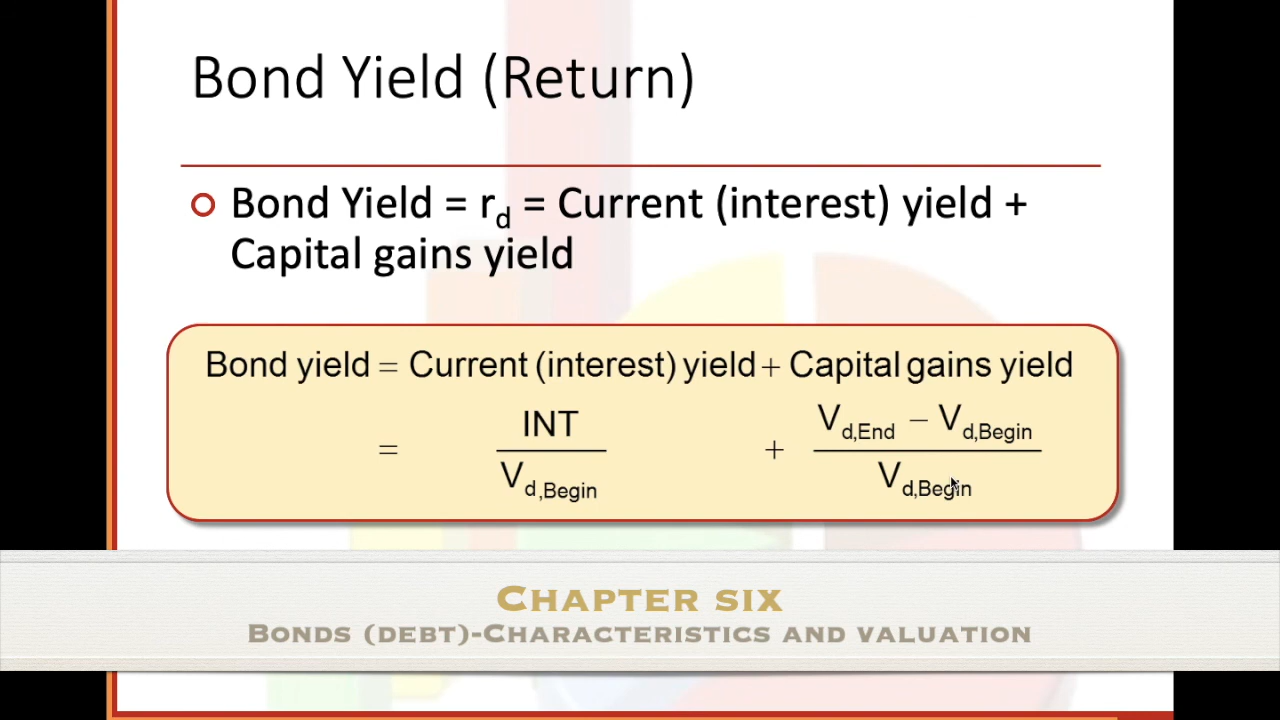 Bond Yield (Return)
Bond Yield = r_d = Current (interest) yield +
Capital gains yield
Bond yield = Current (interest) yield + Capital gains yield
= INT / V_d,Begin + (V_d,End − V_d,Begin) / V_d,Begin
Chapter six
Bonds (debt)-Characteristics and valuation